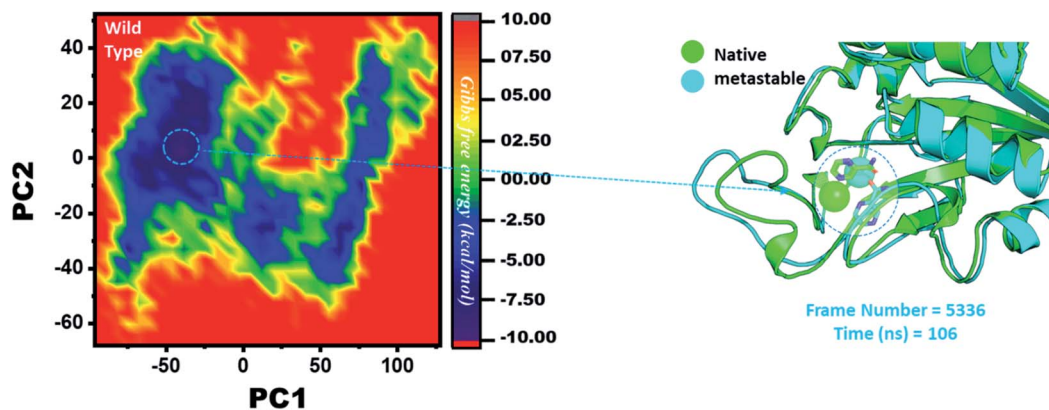 Wild
Type
40
20
0
-20
-40
-60
PC2
-50
0
50
100
PC1
10.00
07.50
05.00
02.50
00.00
-2.50
-5.00
-7.50
-10.00
Gibbs free energy (kcal/mol)
Native
metastable
Frame Number = 5336
Time (ns) = 106